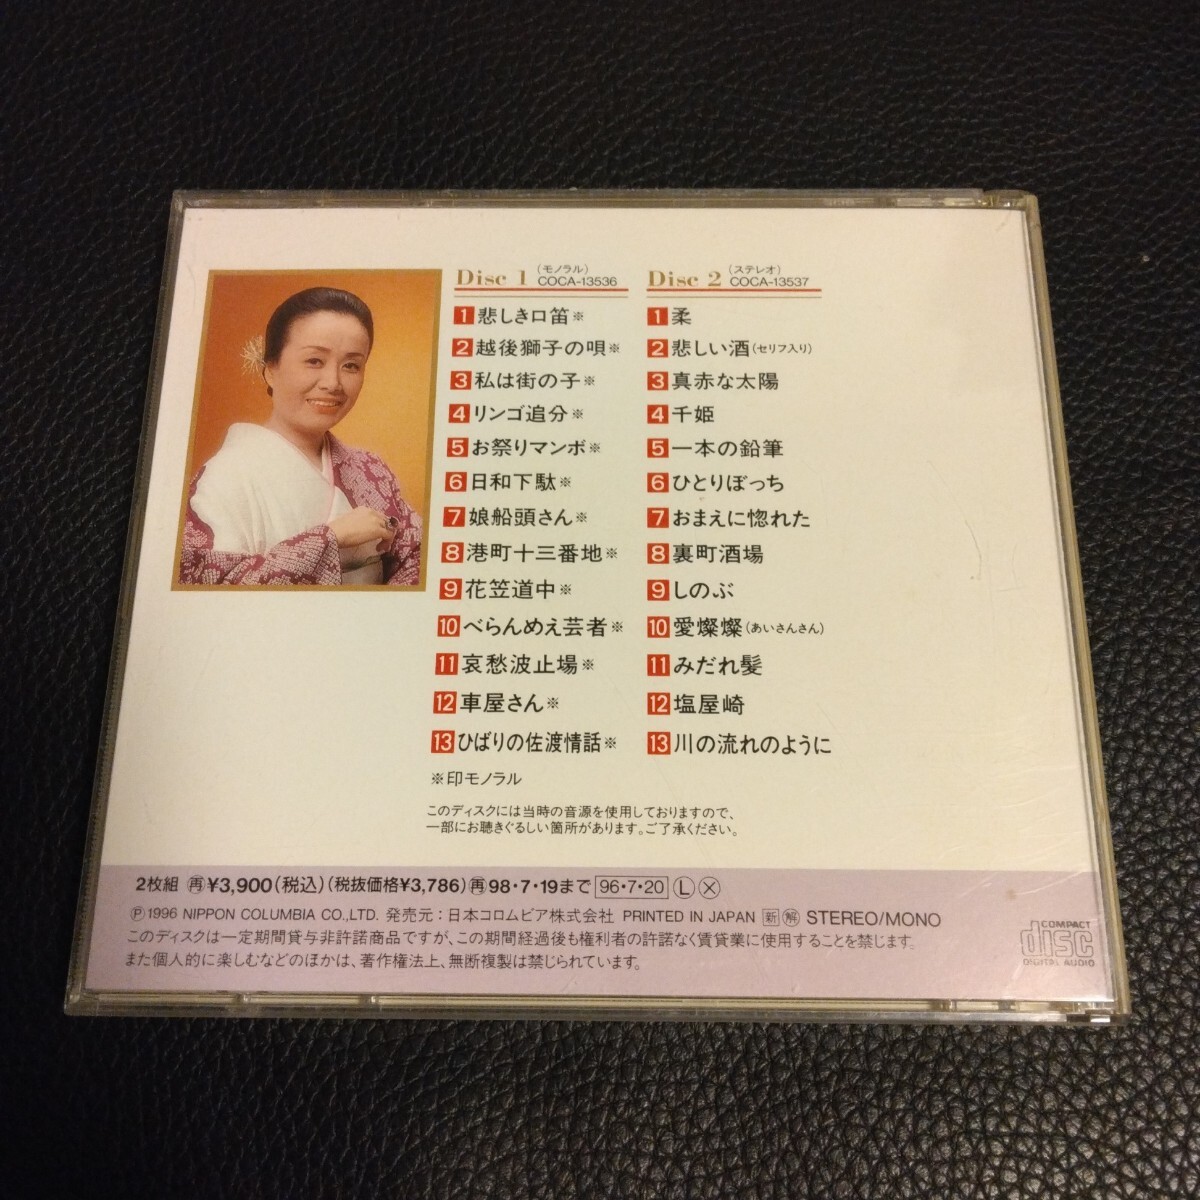 Disc 1 (モノラル) COCA-13536
1 悲しき口笛※
2 越後獅子の唄※
3 私は街の子※
4 リンゴ追分※
5 お祭りマンボ※
6 日和下駄※
7 娘船頭さん※
8 港町十三番地※
9 花笠道中※
10 べらんめえ芸者※
11 哀愁波止場※
12 車屋さん※
13 ひばりの佐渡情話※
※印モノラル
Disc 2 (ステレオ) COCA-13537
1 柔
2 悲しい酒(セリフ入り)
3 真赤な太陽
4 千姫
5 一本の鉛筆
6 ひとりぼっち
7 おまえに惚れた
8 裏町酒場
9 しのぶ
10 愛燦燦(あいさんさん)
11 みだれ髪
12 塩屋崎
13 川の流れのように
このディスクには当時の音源を使用しておりますので、
一部にお聴きぐるしい箇所があります。ご了承ください。
2枚組 再¥3,900(税込)(税抜価格¥3,786)再98・7・19まで 96・7・20 Ⓛ Ⓧ
Ⓟ1996 NIPPON COLUMBIA CO.,LTD. 発売元:日本コロムビア株式会社 PRINTED IN JAPAN 新 解 STEREO/MONO
このディスクは一定期間貸与非許諾商品ですが、この期間経過後も権利者の許諾なく賃貸業に使用することを禁じます。
また個人的に楽しむなどのほかは、著作権法上、無断複製は禁じられています。
COMPACT
disc
DIGITAL AUDIO